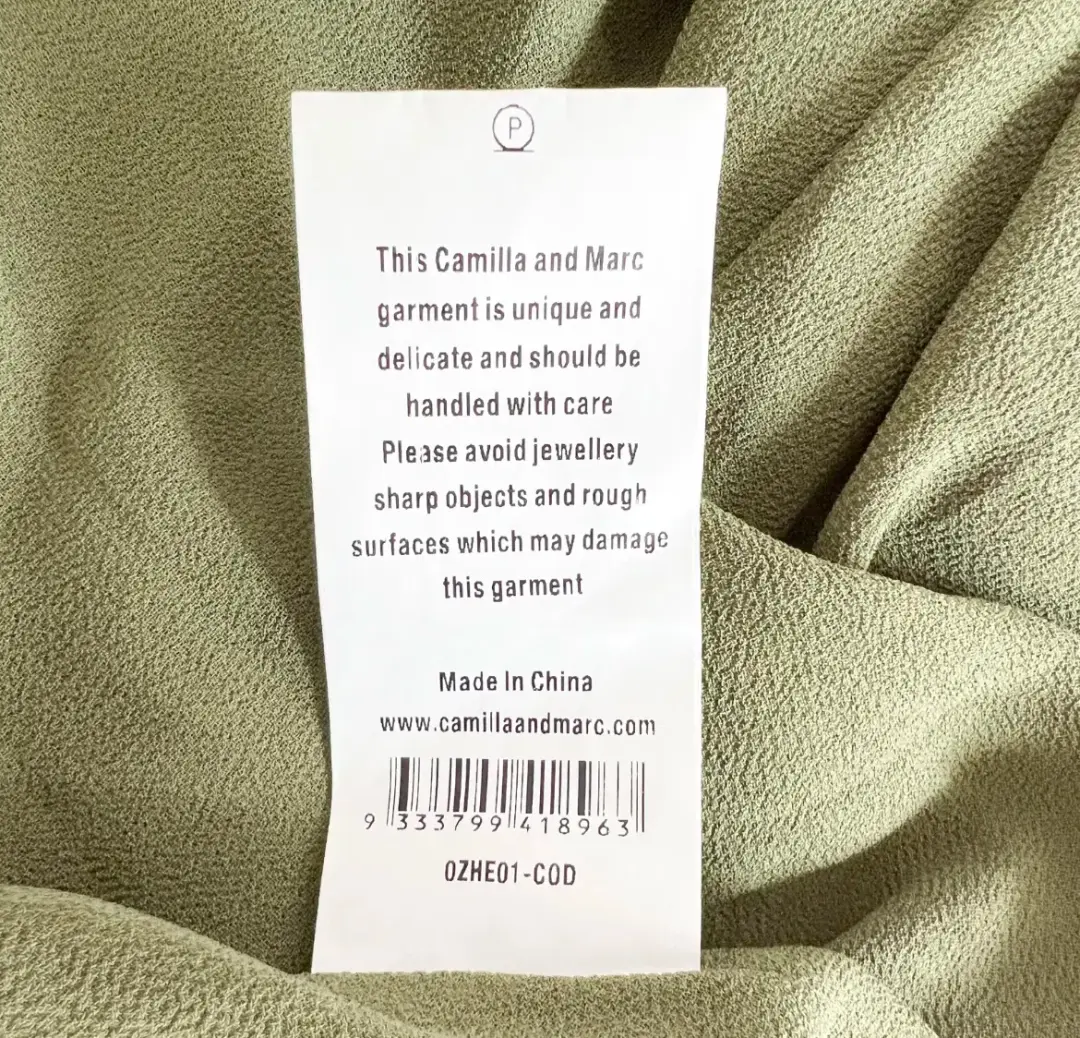 P
This Camilla and Marc
garment is unique and
delicate and should be
handled with care
Please avoid jewellery
sharp objects and rough
surfaces which may damage
this garment
Made In China
www.camillaandmarc.com
9 333799 418963
OZHE01-COD